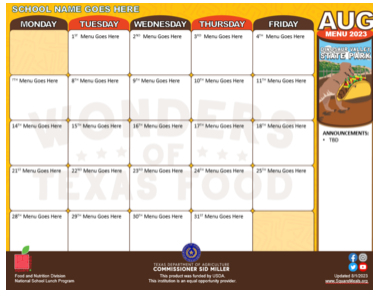 SCHOOL NAME GOES HERE
AUG
MENU 2023
MONDAY TUESDAY WEDNESDAY THURSDAY FRIDAY
1ST Menu Goes Here 2ND Menu Goes Here 3RD Menu Goes Here 4TH Menu Goes Here
7TH Menu Goes Here 8TH Menu Goes Here 9TH Menu Goes Here 10TH Menu Goes Here 11TH Menu Goes Here
14TH Menu Goes Here 15TH Menu Goes Here 16TH Menu Goes Here 17TH Menu Goes Here 18TH Menu Goes Here
21ST Menu Goes Here 22ND Menu Goes Here 23RD Menu Goes Here 24TH Menu Goes Here 25TH Menu Goes Here
28TH Menu Goes Here 29TH Menu Goes Here 30TH Menu Goes Here 31ST Menu Goes Here
WONDERS
OF
TEXAS FOOD
DINOSAUR VALLEY
STATE PARK
ANNOUNCEMENTS:
• TBD
Food and Nutrition Division
National School Lunch Program
TEXAS DEPARTMENT OF AGRICULTURE
COMMISSIONER SID MILLER
This product was funded by USDA.
This institution is an equal opportunity provider.
Updated 5/1/2023
www.SquareMeals.org